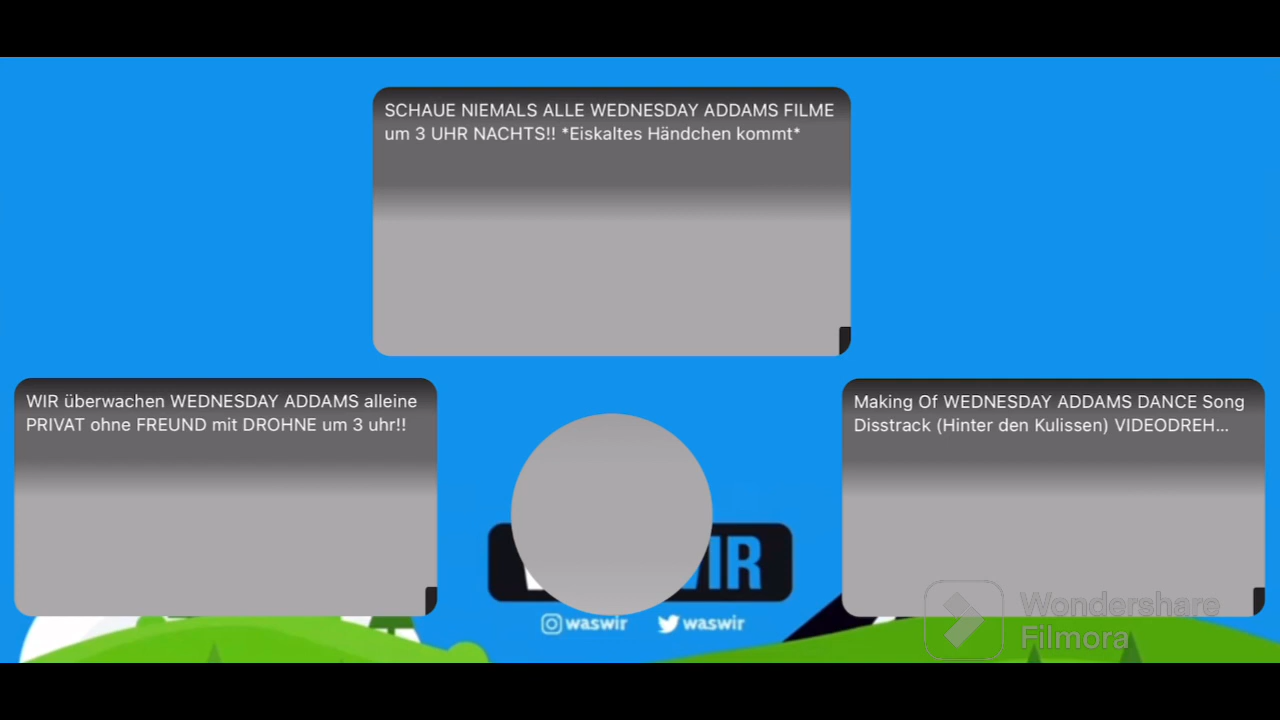 SCHAUE NIEMALS ALLE WEDNESDAY ADDAMS FILME
um 3 UHR NACHTS!! *Eiskaltes Händchen kommt*
WIR überwachen WEDNESDAY ADDAMS alleine
PRIVAT ohne FREUND mit DROHNE um 3 uhr!!
Making Of WEDNESDAY ADDAMS DANCE Song
Disstrack (Hinter den Kulissen) VIDEODREH...
WIR
waswir
waswir
Wondershare
Filmora